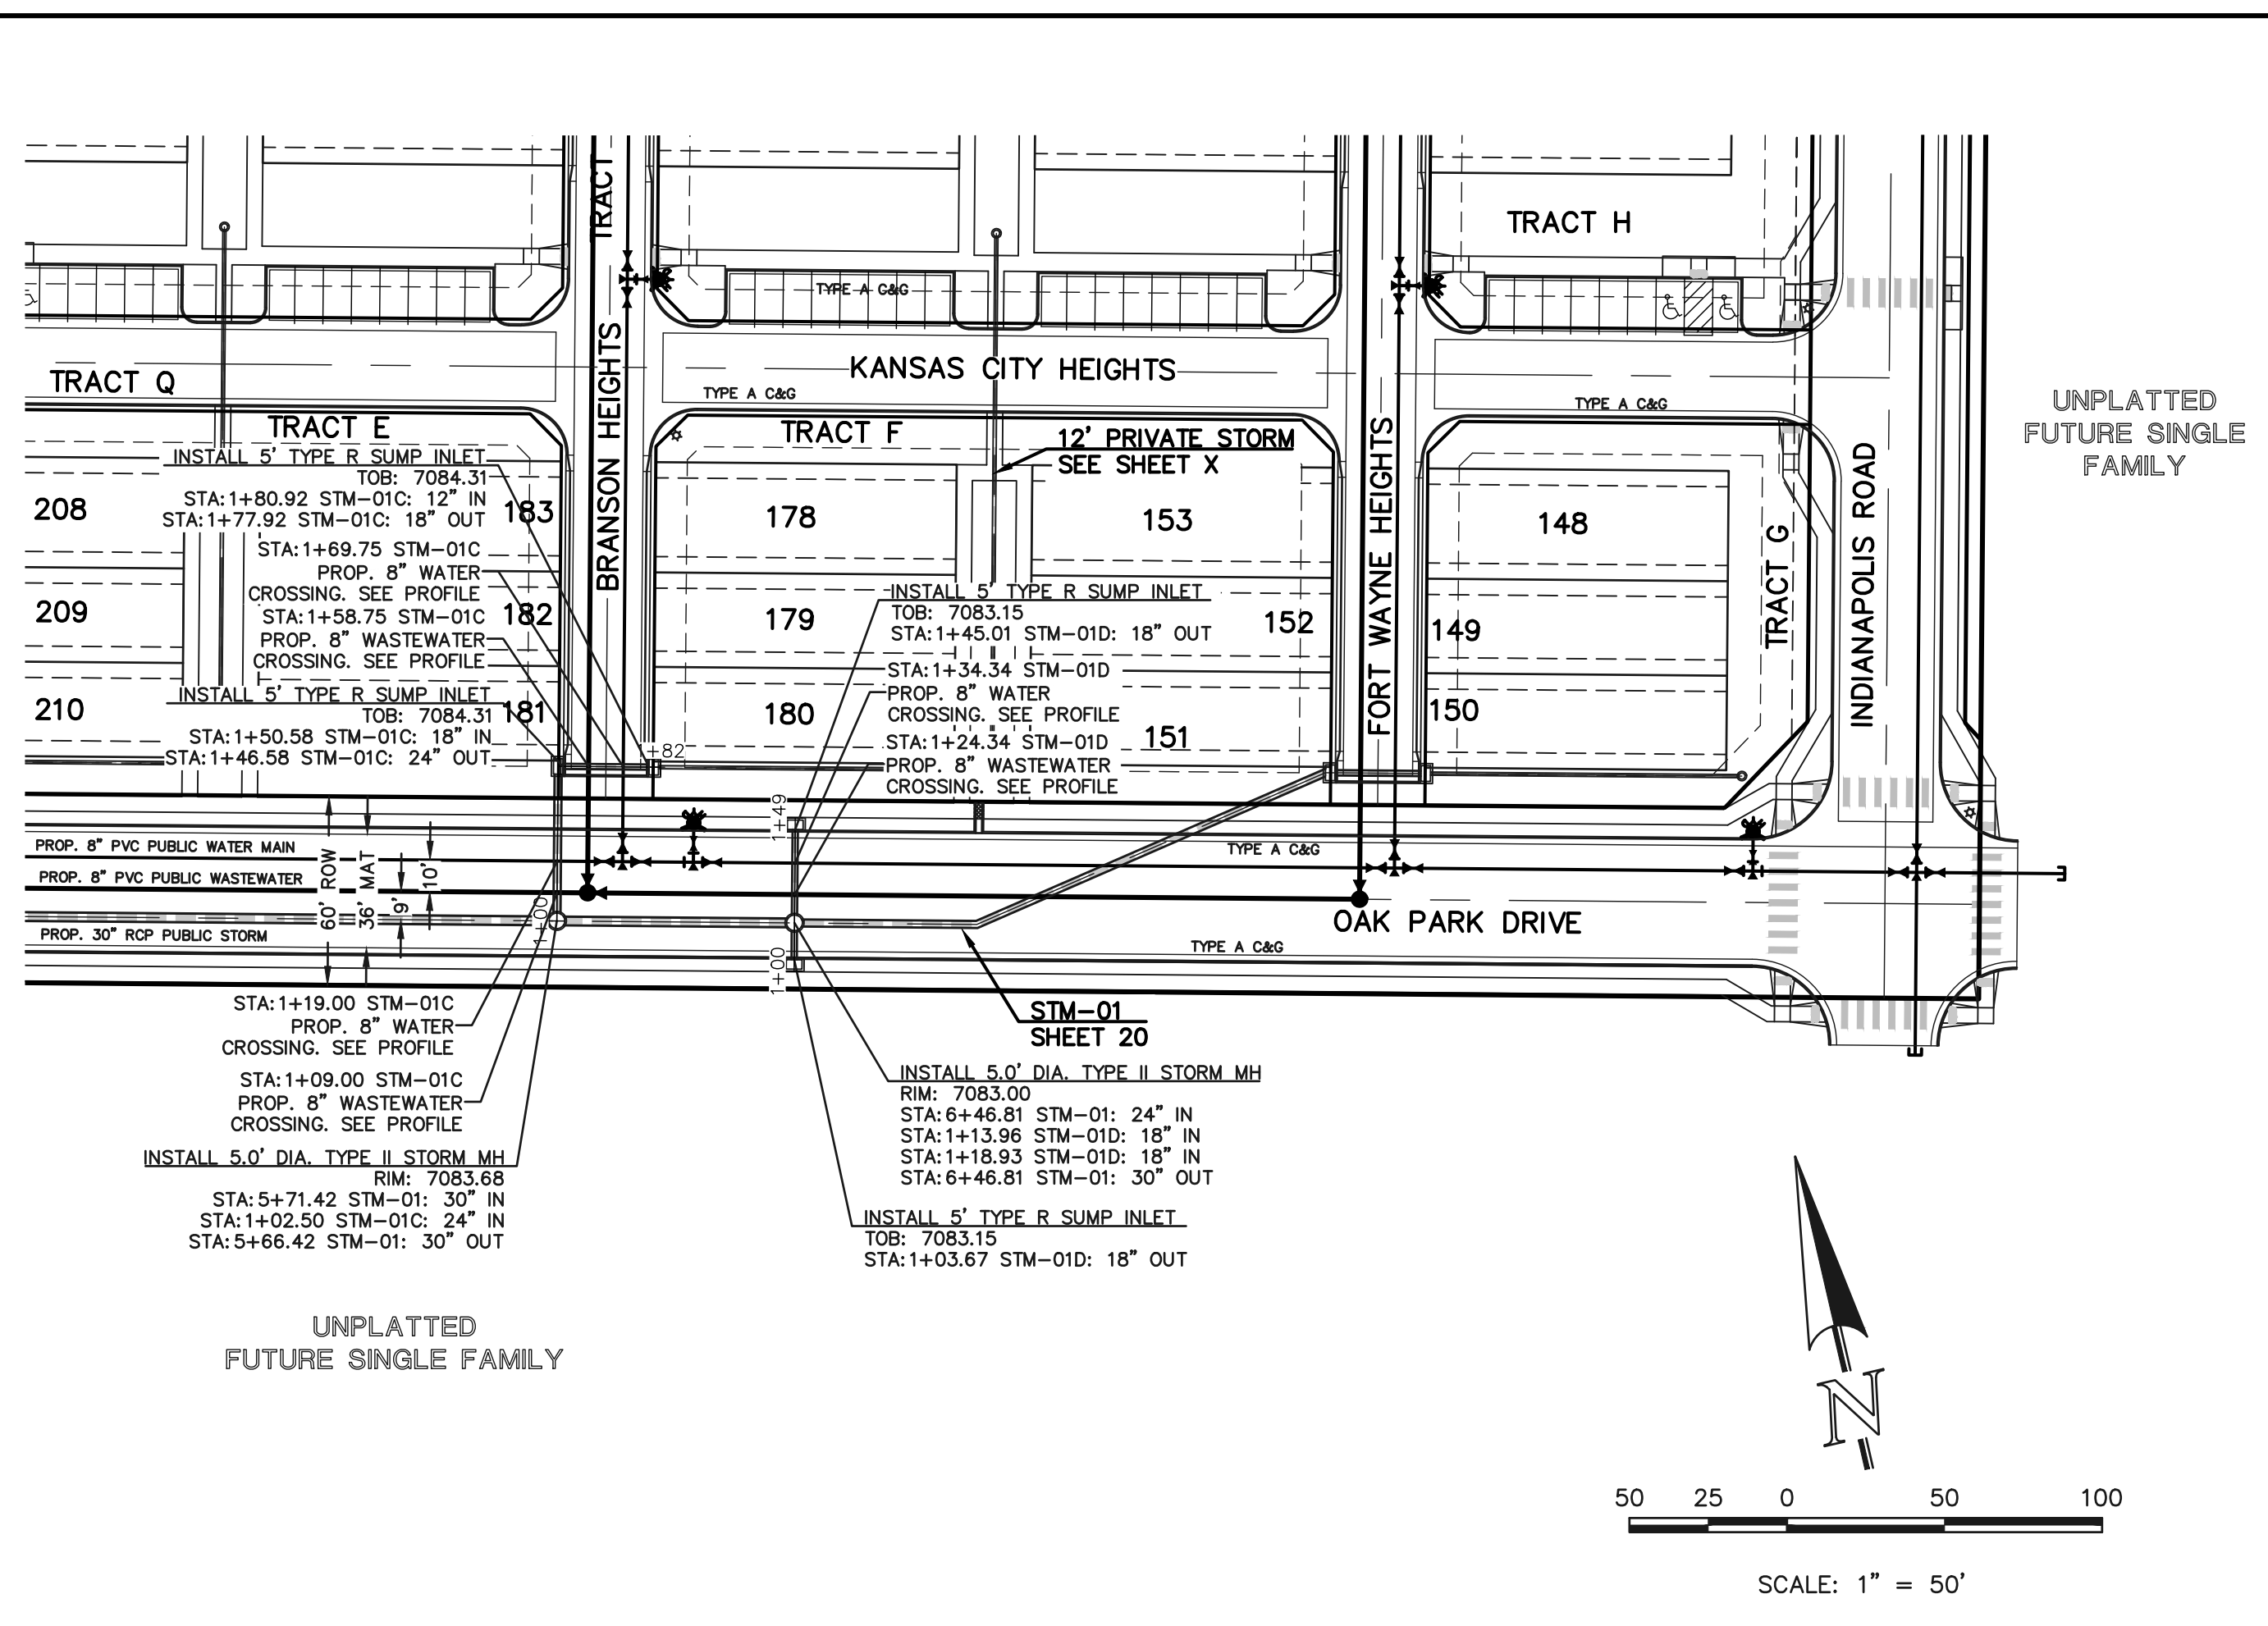 TRACT I
TRACT H
TYPE A C&G
TRACT Q
BRANSON HEIGHTS
KANSAS CITY HEIGHTS
TYPE A C&G
TYPE A C&G
UNPLATTED
FUTURE SINGLE
FAMILY
TRACT E
TRACT F
12' PRIVATE STORM
SEE SHEET X
FORT WAYNE HEIGHTS
INDIANAPOLIS ROAD
TRACT G
INSTALL 5' TYPE R SUMP INLET
TOB: 7084.31
STA:1+80.92 STM-01C: 12" IN
STA:1+77.92 STM-01C: 18" OUT
208
183
178
153
148
STA:1+69.75 STM-01C
PROP. 8" WATER
CROSSING. SEE PROFILE
STA:1+58.75 STM-01C
PROP. 8" WASTEWATER
CROSSING. SEE PROFILE
209
182
179
152
149
INSTALL 5' TYPE R SUMP INLET
TOB: 7083.15
STA:1+45.01 STM-01D: 18" OUT
STA:1+34.34 STM-01D
PROP. 8" WATER
CROSSING. SEE PROFILE
STA:1+24.34 STM-01D
PROP. 8" WASTEWATER
CROSSING. SEE PROFILE
INSTALL 5' TYPE R SUMP INLET
TOB: 7084.31
STA:1+50.58 STM-01C: 18" IN
STA:1+46.58 STM-01C: 24" OUT
210
181
180
151
150
1+82
1+49
PROP. 8" PVC PUBLIC WATER MAIN
PROP. 8" PVC PUBLIC WASTEWATER
PROP. 30" RCP PUBLIC STORM
60' ROW
36' MAT
9'
10'
1+00
1+00
TYPE A C&G
OAK PARK DRIVE
TYPE A C&G
STM-01
SHEET 20
STA:1+19.00 STM-01C
PROP. 8" WATER
CROSSING. SEE PROFILE
STA:1+09.00 STM-01C
PROP. 8" WASTEWATER
CROSSING. SEE PROFILE
INSTALL 5.0' DIA. TYPE II STORM MH
RIM: 7083.68
STA:5+71.42 STM-01: 30" IN
STA:1+02.50 STM-01C: 24" IN
STA:5+66.42 STM-01: 30" OUT
INSTALL 5.0' DIA. TYPE II STORM MH
RIM: 7083.00
STA:6+46.81 STM-01: 24" IN
STA:1+13.96 STM-01D: 18" IN
STA:1+18.93 STM-01D: 18" IN
STA:6+46.81 STM-01: 30" OUT
INSTALL 5' TYPE R SUMP INLET
TOB: 7083.15
STA:1+03.67 STM-01D: 18" OUT
UNPLATTED
FUTURE SINGLE FAMILY
N
50 25 0 50 100
SCALE: 1" = 50'